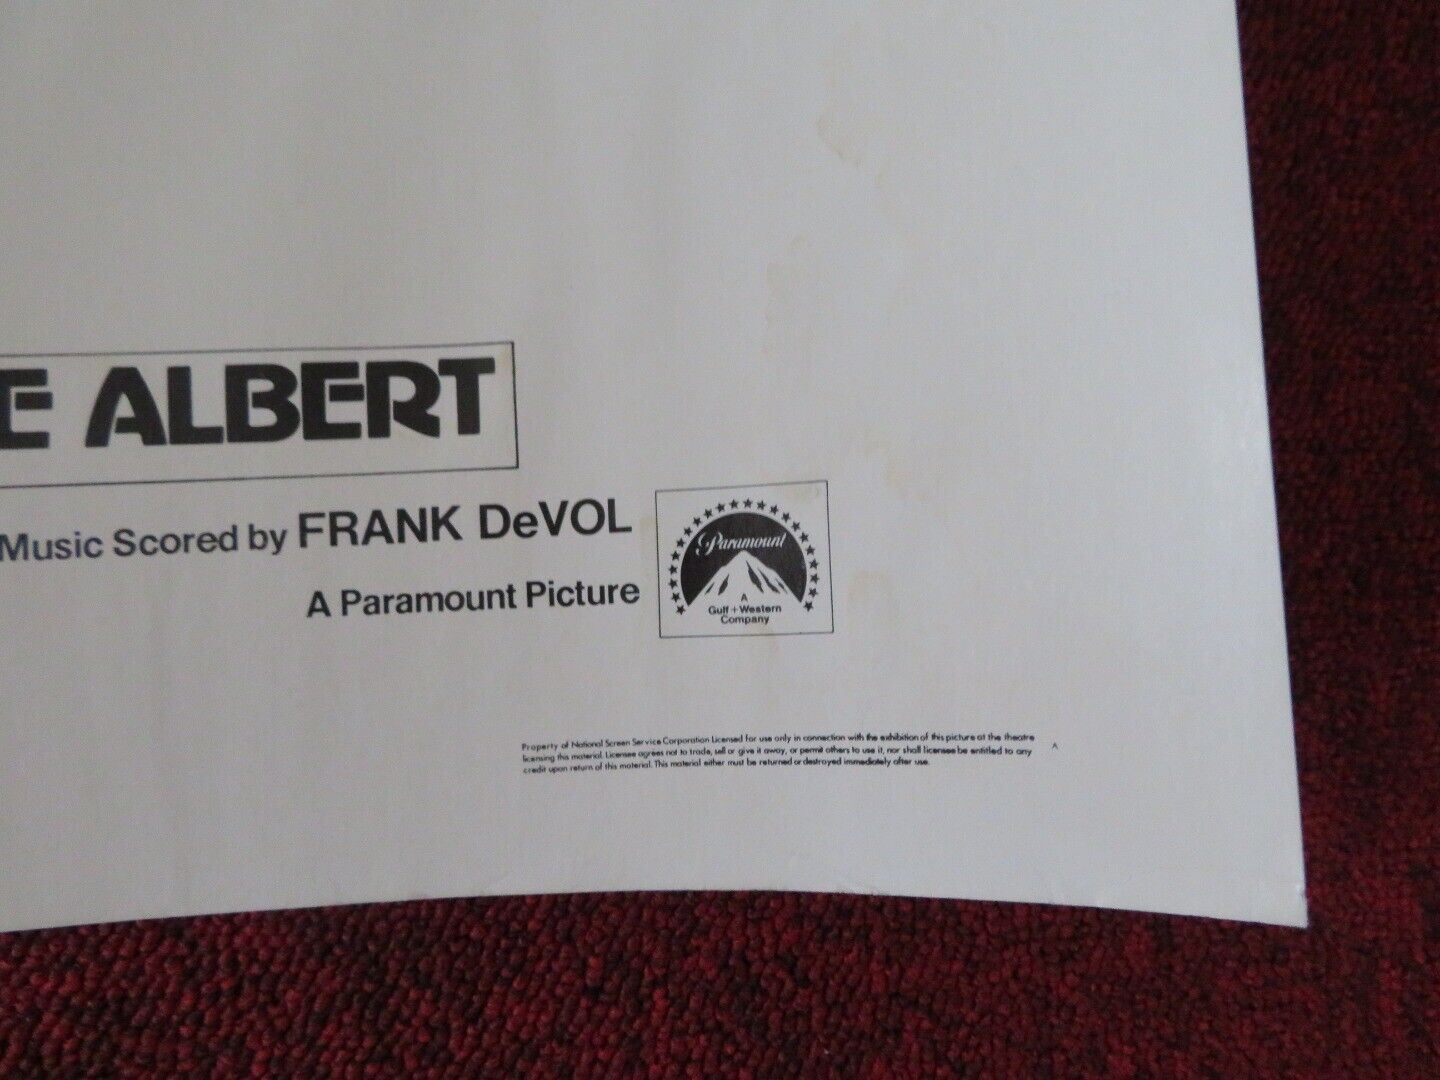 E ALBERT
Music Scored by FRANK DeVOL
A Paramount Picture
Paramount
A
Gulf + Western
Company
Property of National Screen Service Corporation Licensed for use only in connection with the exhibition of this picture at the theatre
licensing this material. Licensee agrees not to trade, sell or give it away, or permit others to use it, nor shall licensee be entitled to any
credit upon return of this material. This material either must be returned or destroyed immediately after use.
A